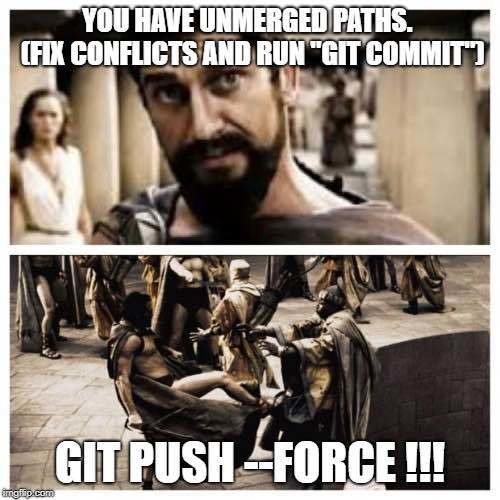 YOU HAVE UNMERGED PATHS.
(FIX CONFLICTS AND RUN "GIT COMMIT")
GIT PUSH --FORCE !!!
imgflip.com